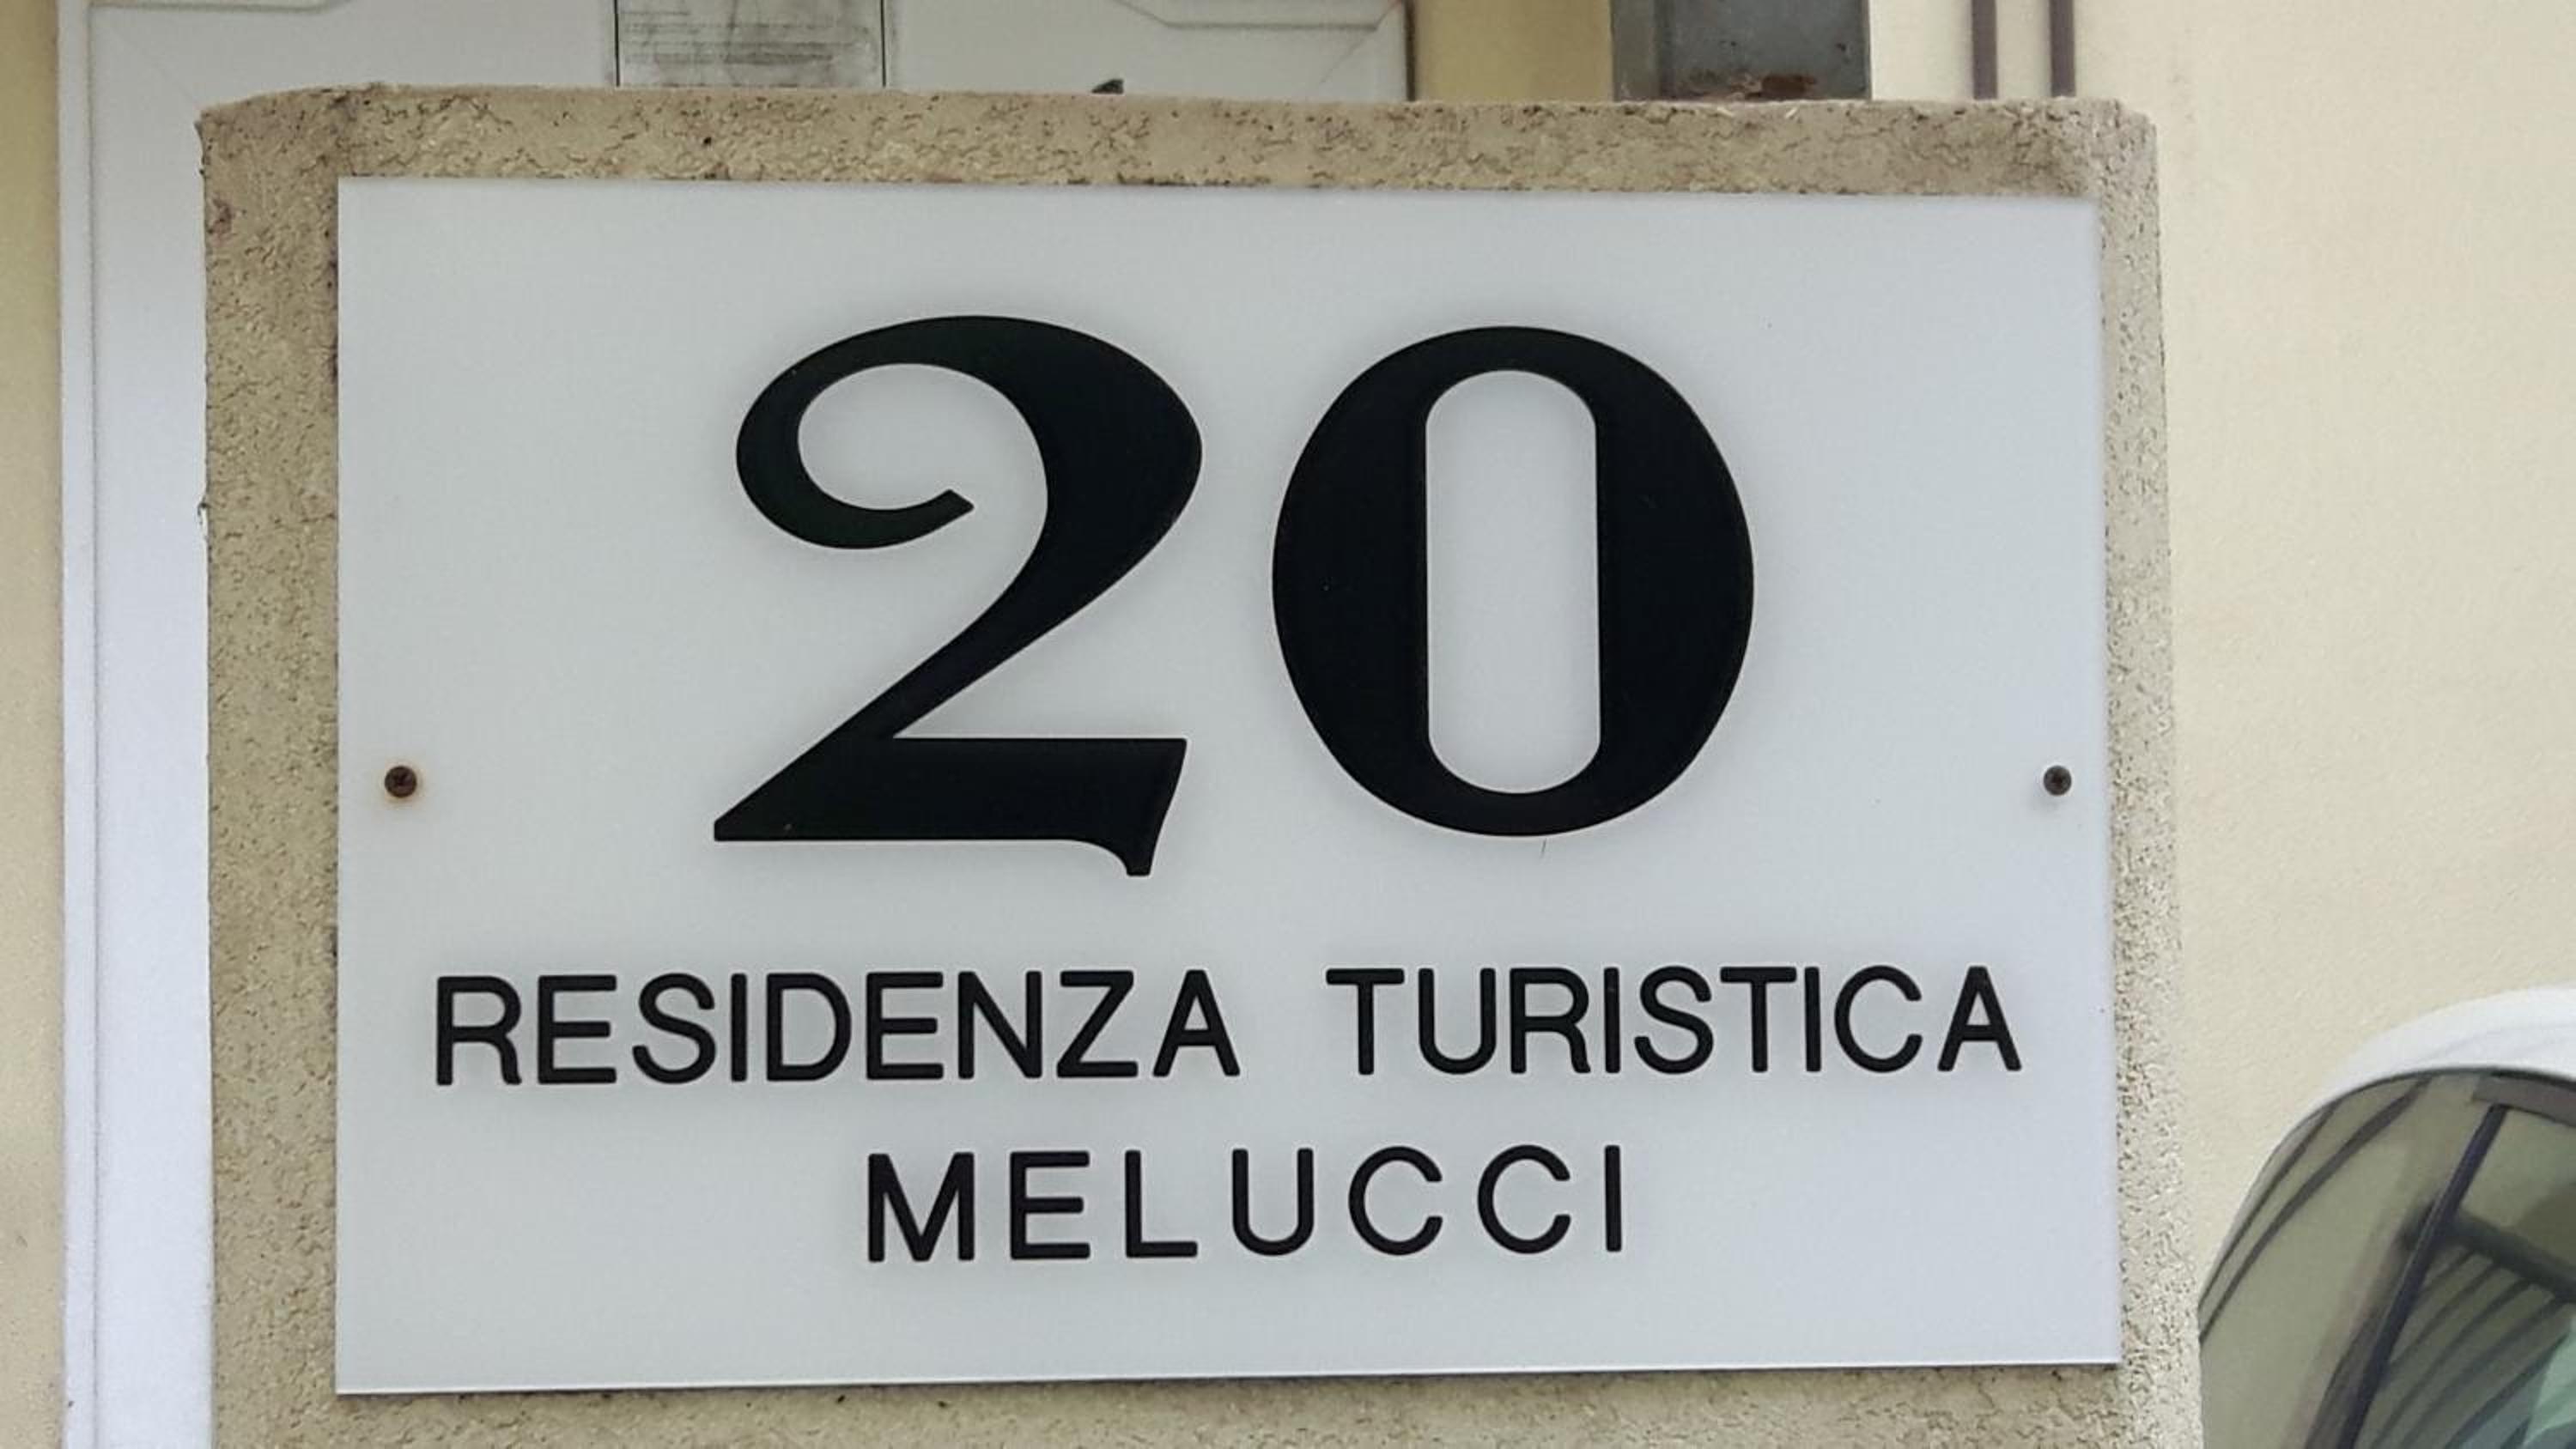 20
RESIDENZA TURISTICA
MELUCCI